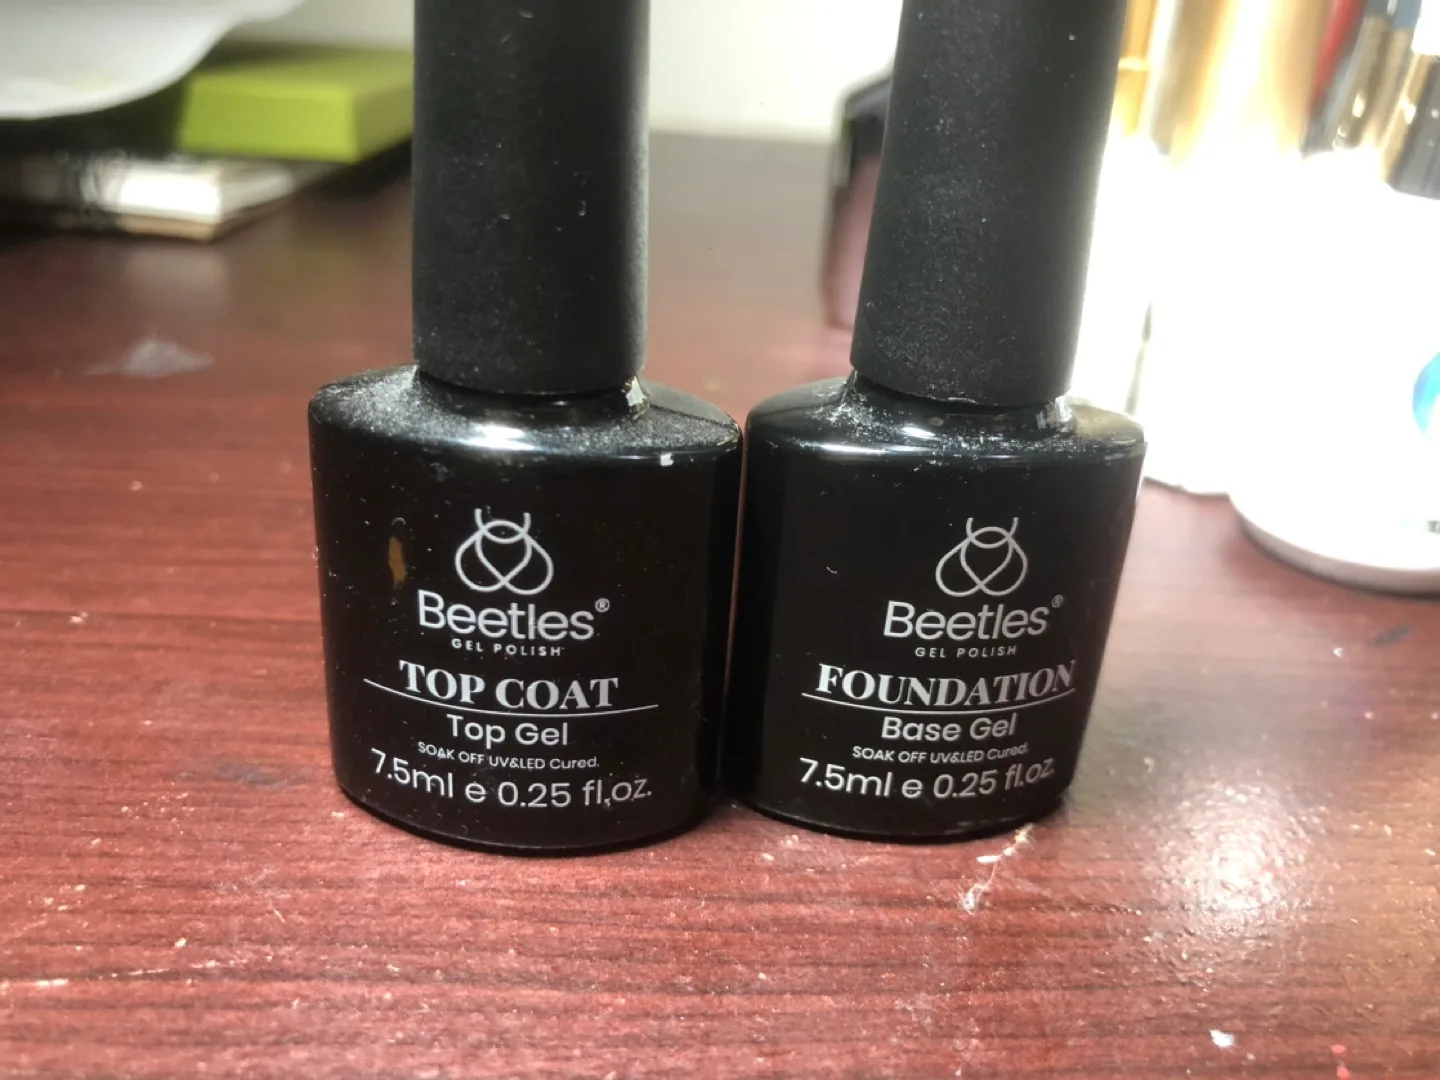 Beetles®
GEL POLISH
TOP COAT
Top Gel
SOAK OFF UV&LED Cured.
7.5ml e 0.25 fl.oz.
Beetles®
GEL POLISH
FOUNDATION
Base Gel
SOAK OFF UV&LED Cured.
7.5ml e 0.25 fl.oz.